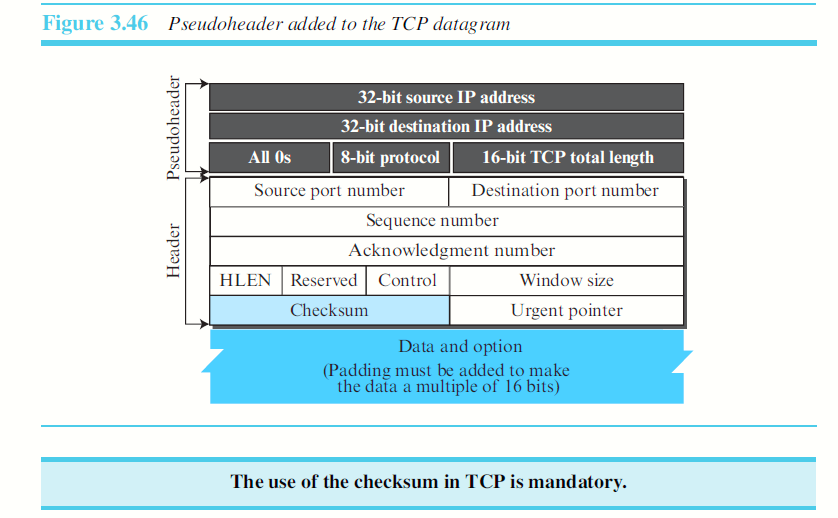 Figure 3.46 Pseudoheader added to the TCP datagram
Pseudoheader
32-bit source IP address
32-bit destination IP address
All 0s 8-bit protocol 16-bit TCP total length
Header
Source port number Destination port number
Sequence number
Acknowledgment number
HLEN Reserved Control Window size
Checksum Urgent pointer
Data and option
(Padding must be added to make
the data a multiple of 16 bits)
The use of the checksum in TCP is mandatory.